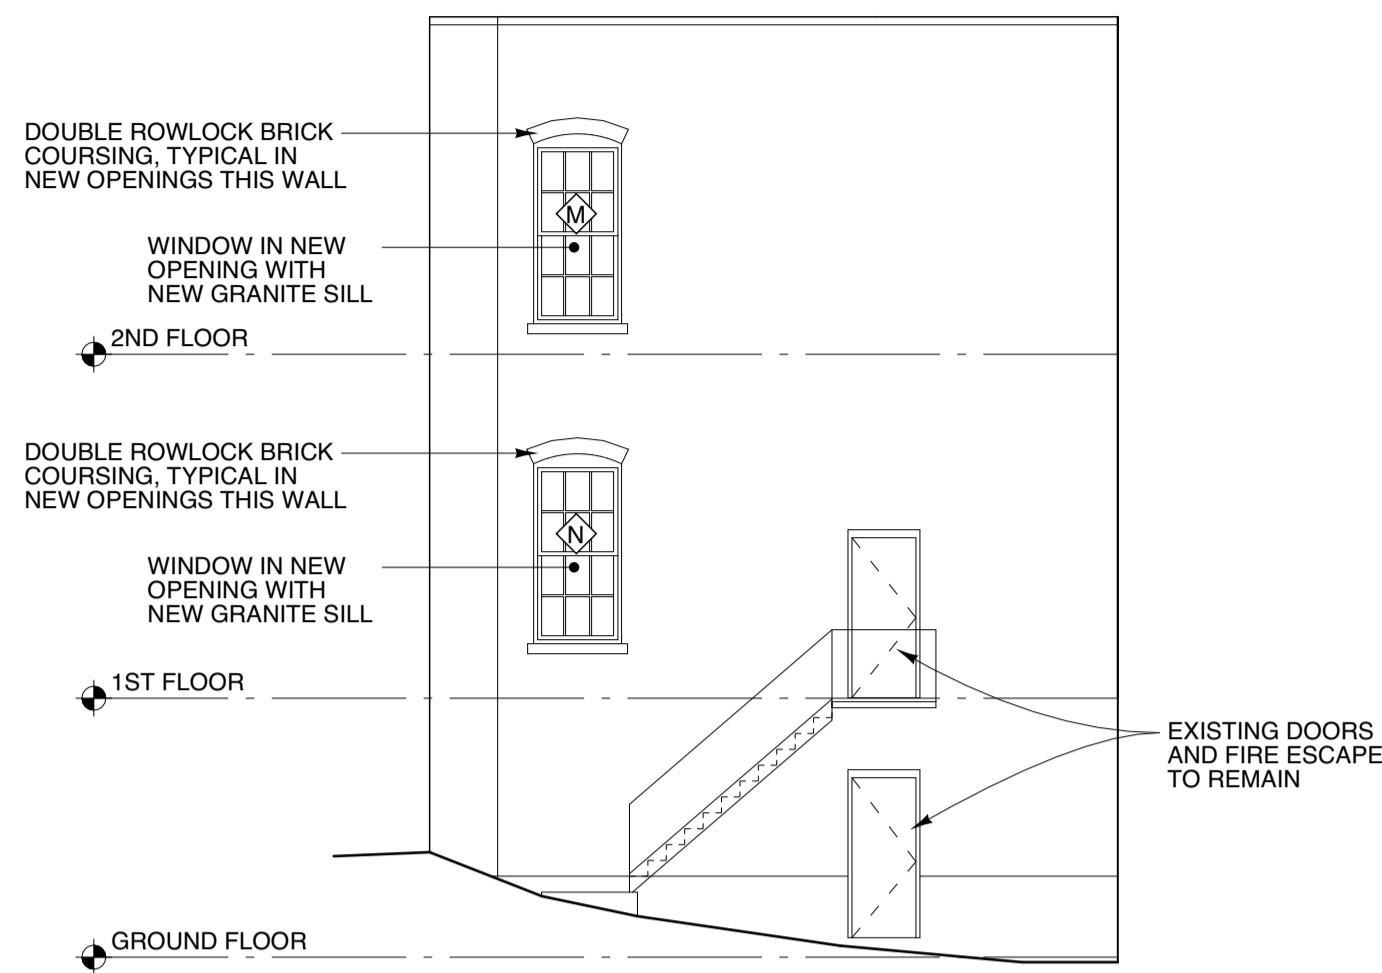 DOUBLE ROWLOCK BRICK
COURSING, TYPICAL IN
NEW OPENINGS THIS WALL
M
WINDOW IN NEW
OPENING WITH
NEW GRANITE SILL
2ND FLOOR
DOUBLE ROWLOCK BRICK
COURSING, TYPICAL IN
NEW OPENINGS THIS WALL
N
WINDOW IN NEW
OPENING WITH
NEW GRANITE SILL
1ST FLOOR
EXISTING DOORS
AND FIRE ESCAPE
TO REMAIN
GROUND FLOOR